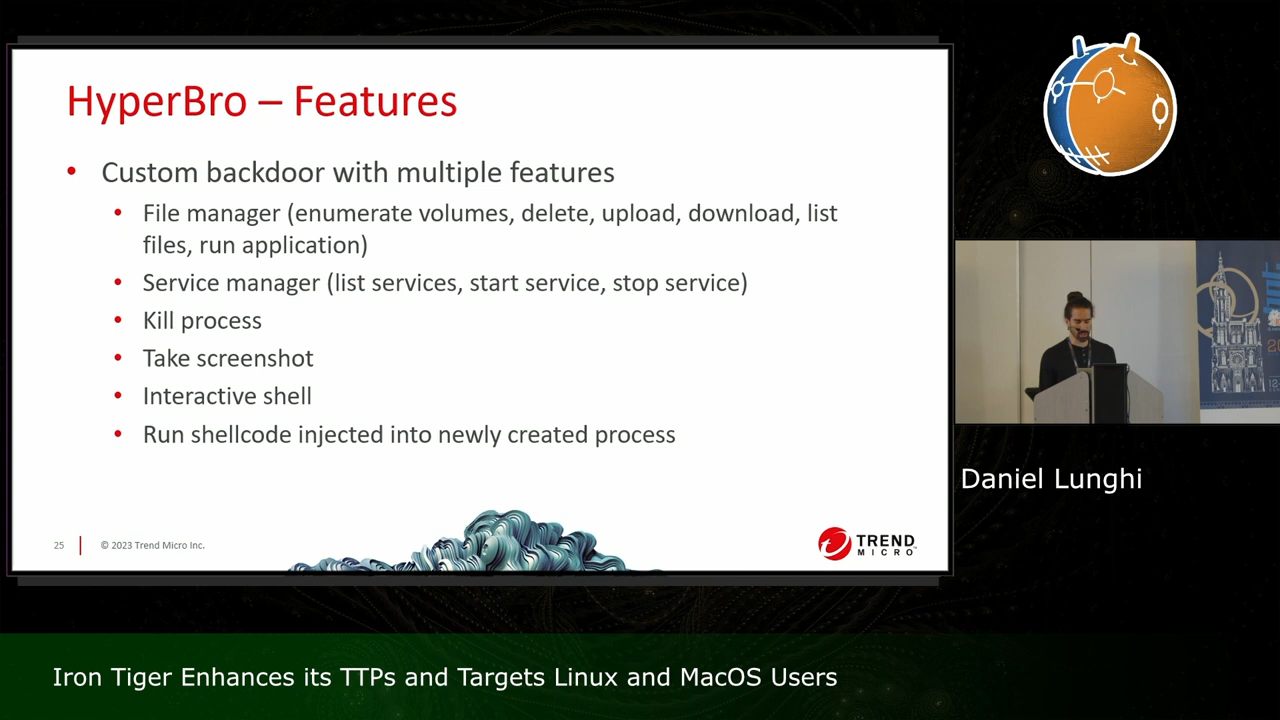 HyperBro – Features
• Custom backdoor with multiple features
• File manager (enumerate volumes, delete, upload, download, list
files, run application)
• Service manager (list services, start service, stop service)
• Kill process
• Take screenshot
• Interactive shell
• Run shellcode injected into newly created process
25
© 2023 Trend Micro Inc.
TREND
MICRO
Daniel Lunghi
Iron Tiger Enhances its TTPs and Targets Linux and MacOS Users